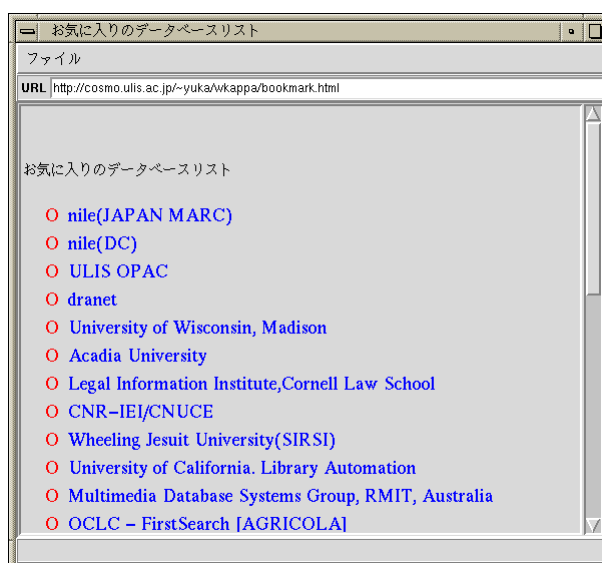 お気に入りのデータベースリスト
ファイル
URL http://cosmo.ulis.ac.jp/~yuka/wkappa/bookmark.html
お気に入りのデータベースリスト
O nile(JAPAN MARC)
O nile(DC)
O ULIS OPAC
O dranet
O University of Wisconsin, Madison
O Acadia University
O Legal Information Institute,Cornell Law School
O CNR-IEI/CNUCE
O Wheeling Jesuit University(SIRSI)
O University of California. Library Automation
O Multimedia Database Systems Group, RMIT, Australia
O OCLC – FirstSearch [AGRICOLA]